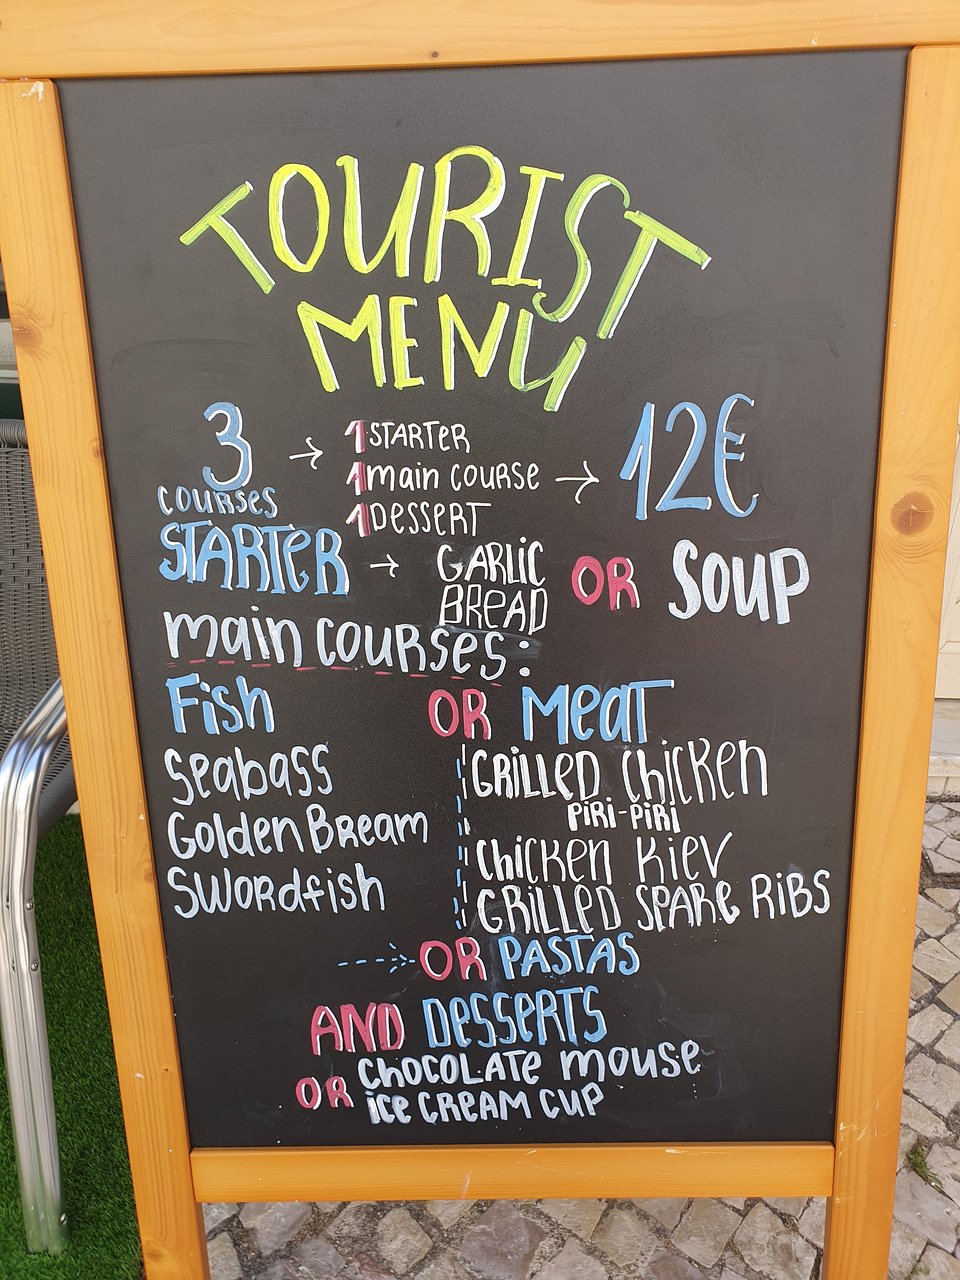 TOURIST
MENU
3 COURSES → 1 STARTER
1 main COURSE → 12€
1 DESSERT
STARTER → GARLIC BREAD OR SOUP
main COURSES:
Fish OR Meat
Seabass
Golden Bream
Swordfish
GRILLED Chicken
PiRi-PiRi
Chicken Kiev
GRILLED SPARE RiBS
OR PASTAS
AND DESSERTS
CHOCOLATE mouse
OR ice CREAM CUP